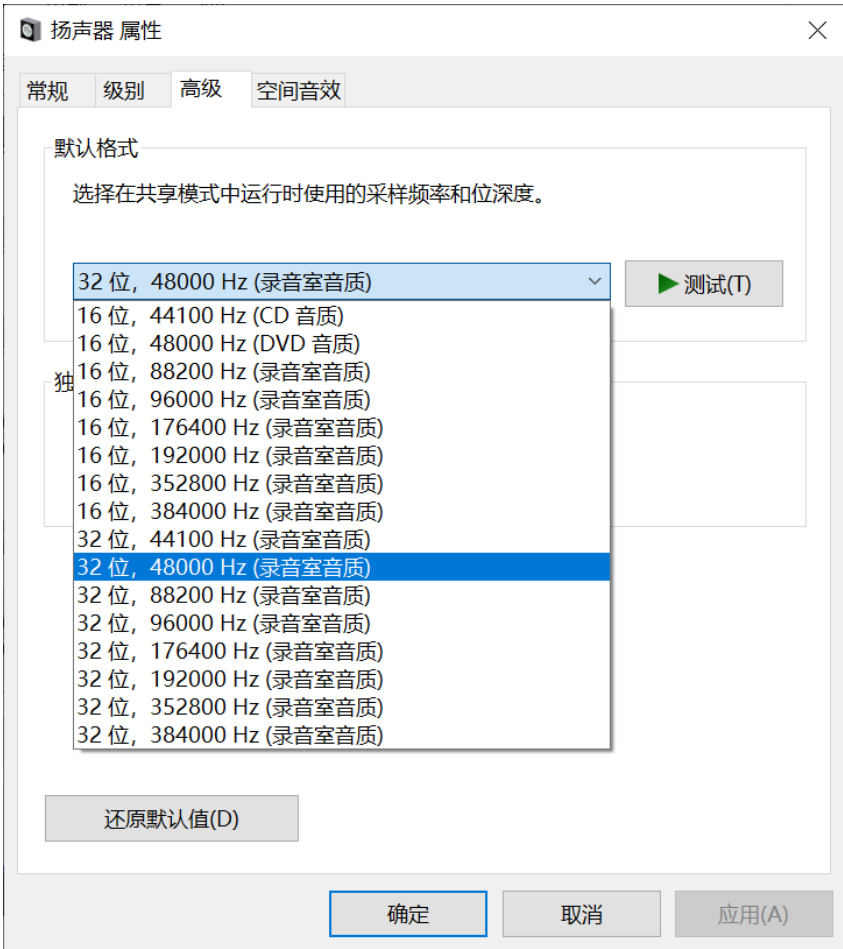 扬声器 属性
常规 级别 高级 空间音效
默认格式
选择在共享模式中运行时使用的采样频率和位深度。
32 位，48000 Hz (录音室音质)
测试(T)
16 位，44100 Hz (CD 音质)
16 位，48000 Hz (DVD 音质)
独
16 位，88200 Hz (录音室音质)
16 位，96000 Hz (录音室音质)
16 位，176400 Hz (录音室音质)
16 位，192000 Hz (录音室音质)
16 位，352800 Hz (录音室音质)
16 位，384000 Hz (录音室音质)
32 位，44100 Hz (录音室音质)
32 位，48000 Hz (录音室音质)
32 位，88200 Hz (录音室音质)
32 位，96000 Hz (录音室音质)
32 位，176400 Hz (录音室音质)
32 位，192000 Hz (录音室音质)
32 位，352800 Hz (录音室音质)
32 位，384000 Hz (录音室音质)
还原默认值(D)
确定 取消 应用(A)